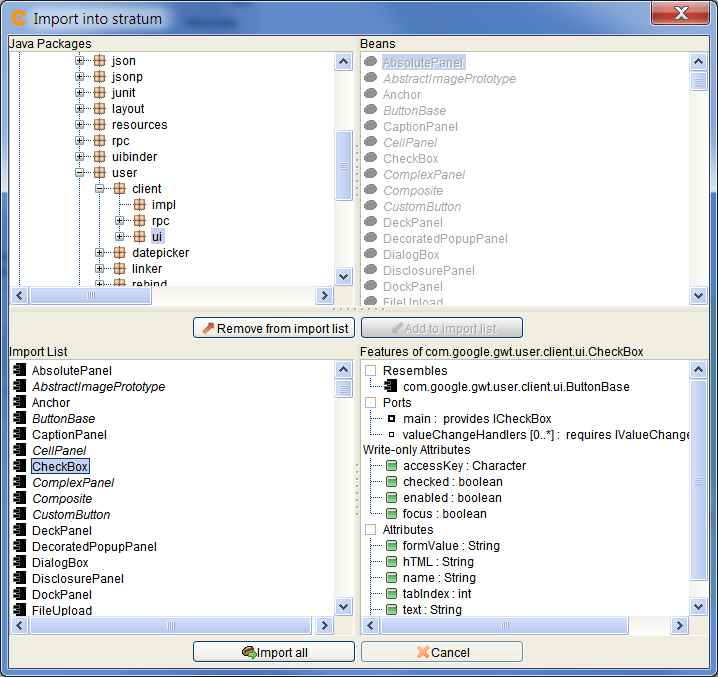 Import into stratum
Java Packages
json
jsonp
junit
layout
resources
rpc
uibinder
user
client
impl
rpc
ui
datepicker
linker
rebind
Beans
AbsolutePanel
AbstractImagePrototype
Anchor
ButtonBase
CaptionPanel
CellPanel
CheckBox
ComplexPanel
Composite
CustomButton
DeckPanel
DecoratedPopupPanel
DialogBox
DisclosurePanel
DockPanel
FileUpload
Remove from import list
Add to import list
Import List
AbsolutePanel
AbstractImagePrototype
Anchor
ButtonBase
CaptionPanel
CellPanel
CheckBox
ComplexPanel
Composite
CustomButton
DeckPanel
DecoratedPopupPanel
DialogBox
DisclosurePanel
DockPanel
FileUpload
Features of com.google.gwt.user.client.ui.CheckBox
Resembles
com.google.gwt.user.client.ui.ButtonBase
Ports
main : provides ICheckBox
valueChangeHandlers [0..*] : requires IValueChange
Write-only Attributes
accessKey : Character
checked : boolean
enabled : boolean
focus : boolean
Attributes
formValue : String
hTML : String
name : String
tabIndex : int
text : String
Import all
Cancel